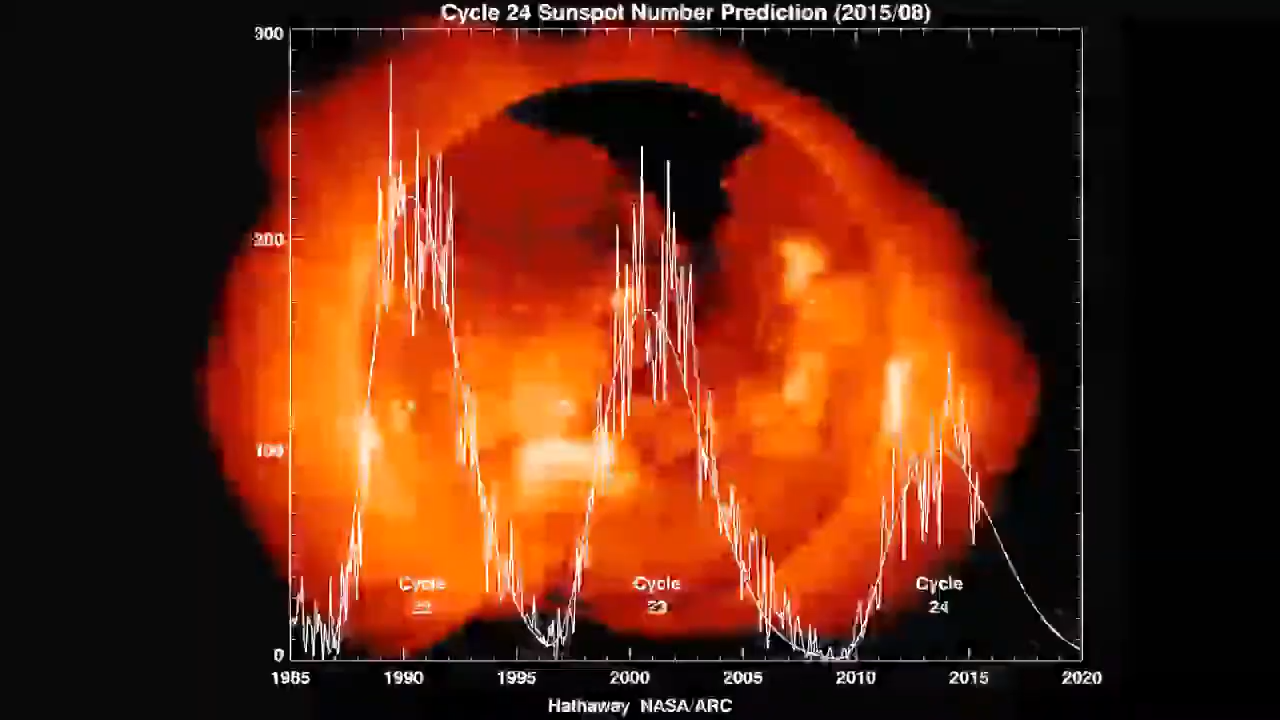 Cycle 24 Sunspot Number Prediction (2015/08)
300
200
100
0
Cycle
22
Cycle
23
Cycle
24
1985 1990 1995 2000 2005 2010 2015 2020
Hathaway NASA/ARC